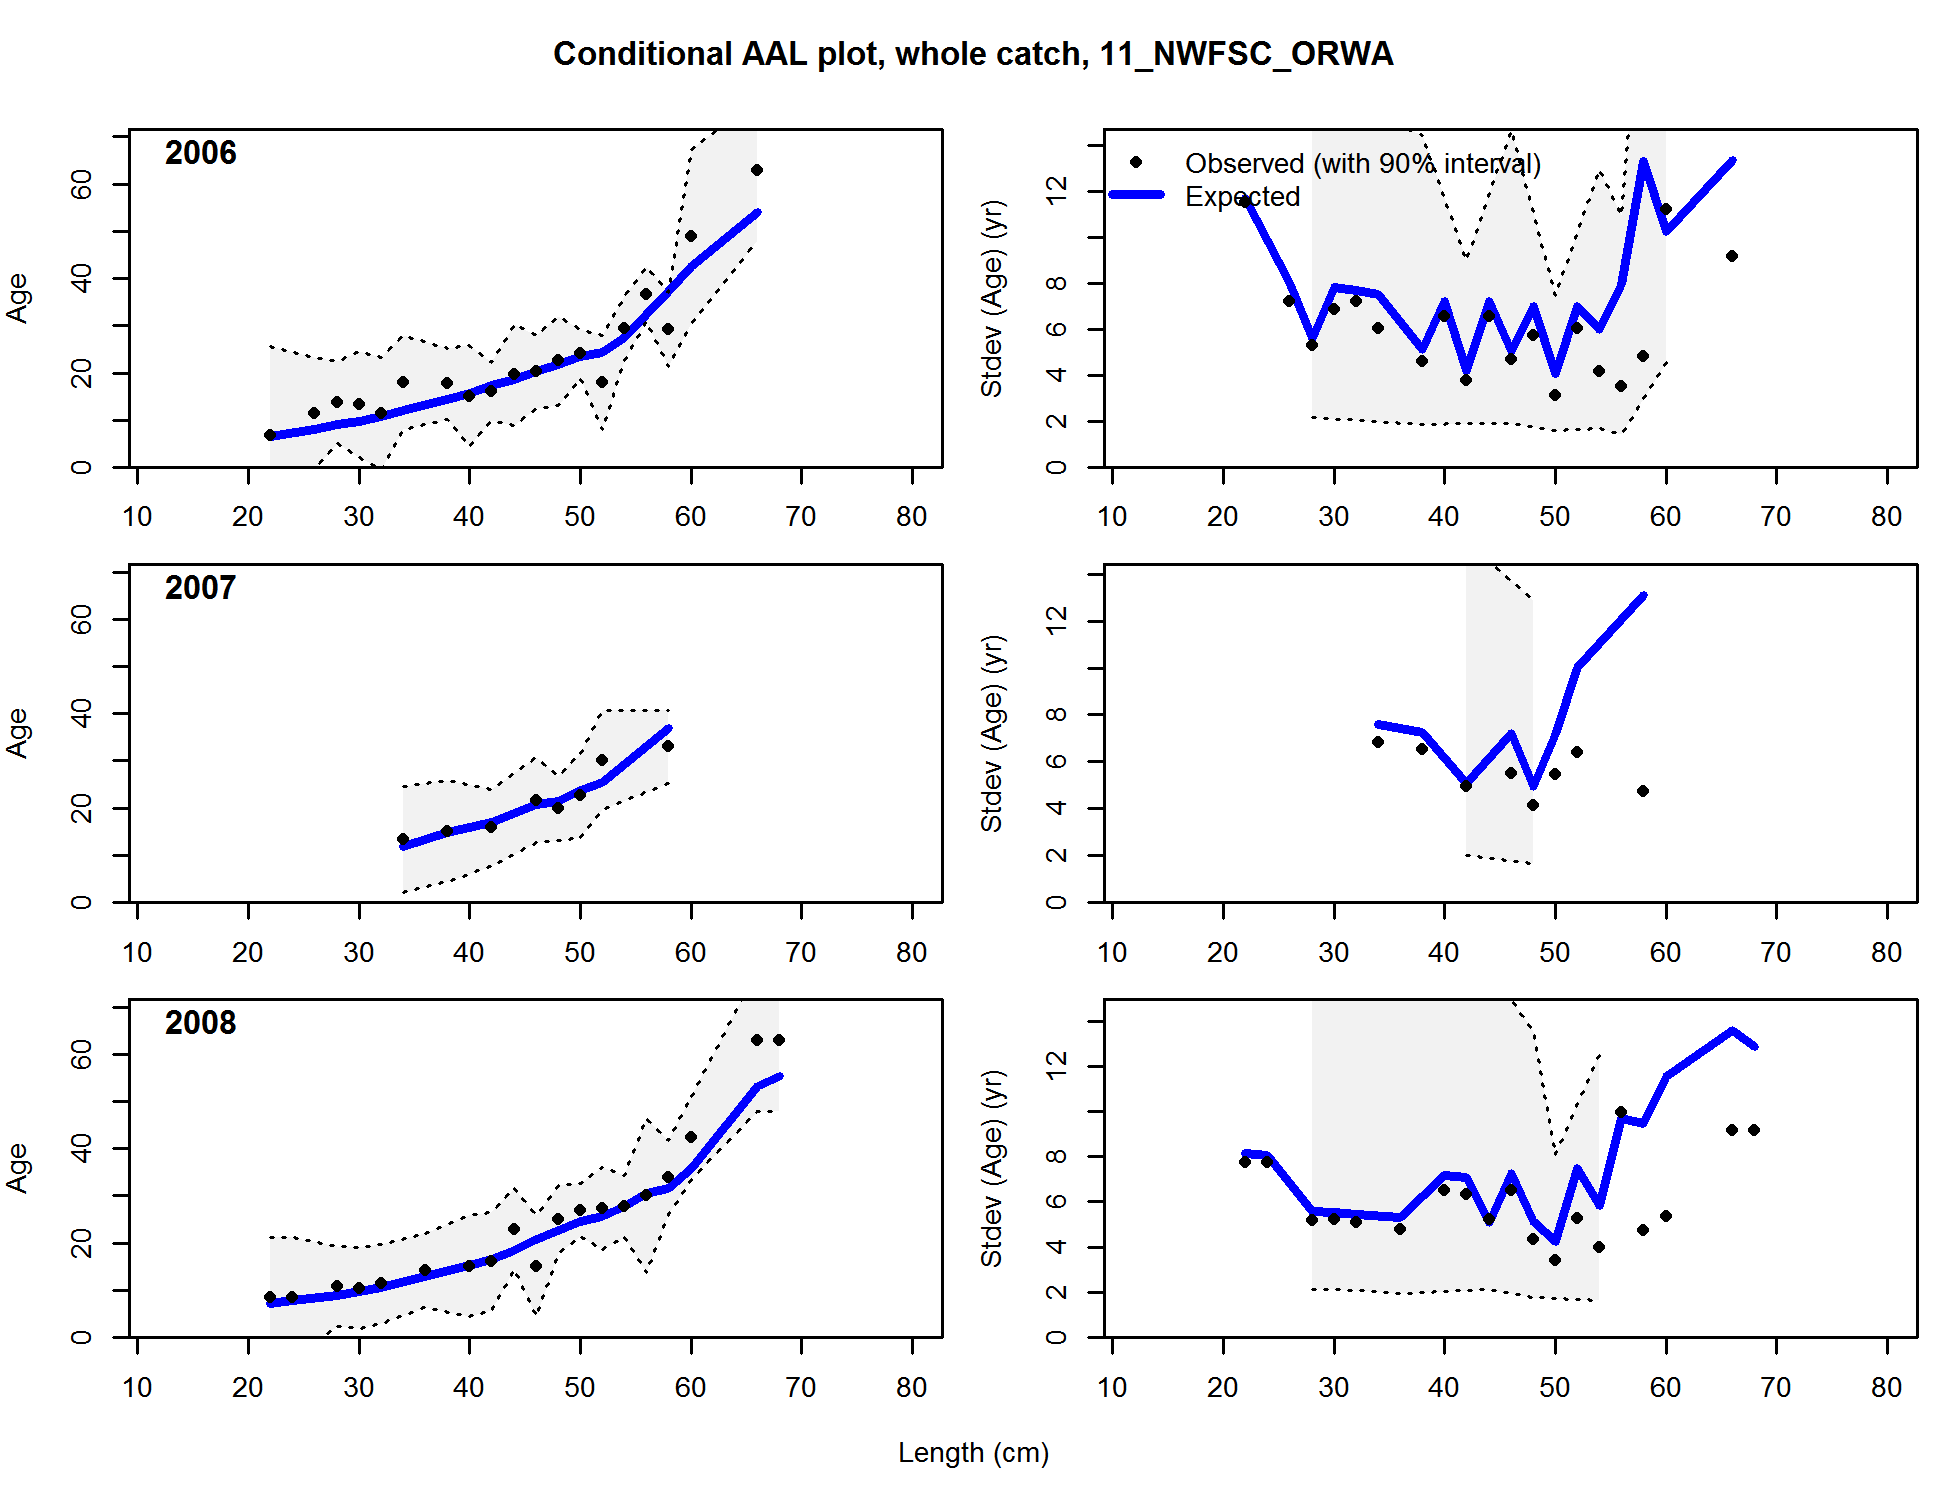 Conditional AAL plot, whole catch, 11_NWFSC_ORWA
2006
Age
0 20 40 60
10 20 30 40 50 60 70 80
Observed (with 90% interval)
Expected
Stdev (Age) (yr)
0 2 4 6 8 12
10 20 30 40 50 60 70 80
2007
Age
0 20 40 60
10 20 30 40 50 60 70 80
Stdev (Age) (yr)
0 2 4 6 8 12
10 20 30 40 50 60 70 80
2008
Age
0 20 40 60
10 20 30 40 50 60 70 80
Stdev (Age) (yr)
0 2 4 6 8 12
10 20 30 40 50 60 70 80
Length (cm)